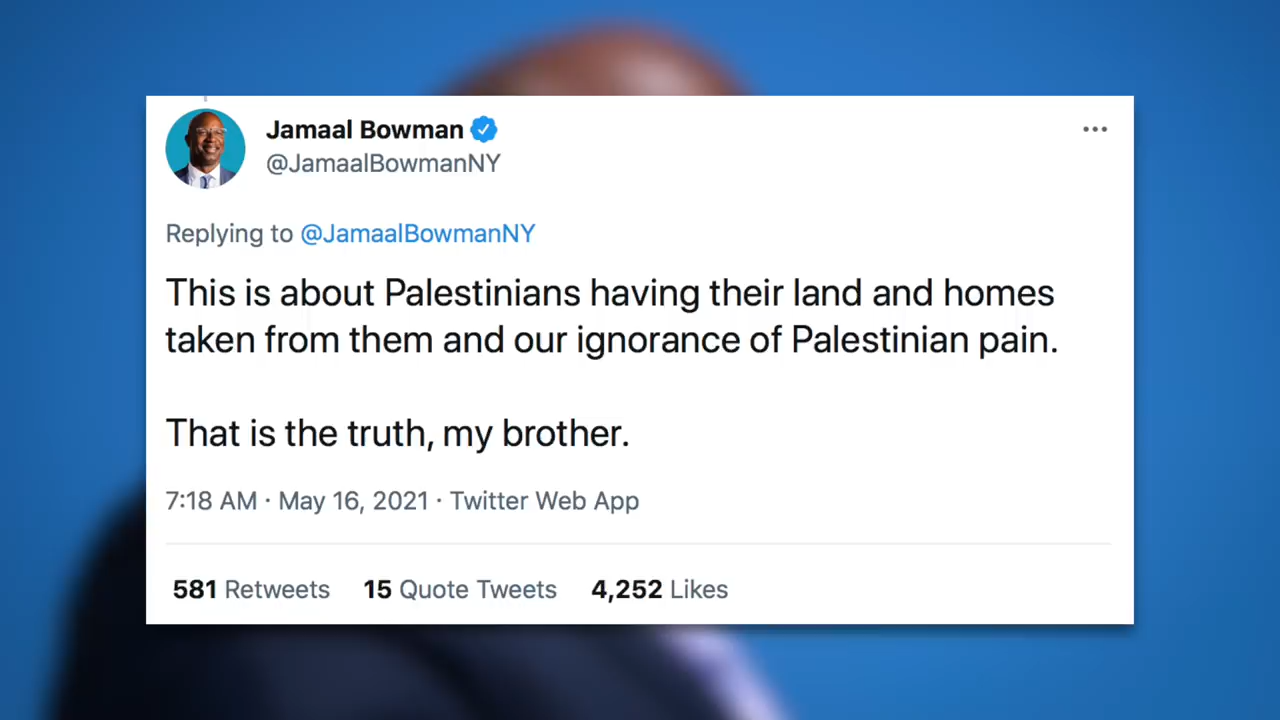 Jamaal Bowman
@JamaalBowmanNY
Replying to @JamaalBowmanNY
This is about Palestinians having their land and homes
taken from them and our ignorance of Palestinian pain.
That is the truth, my brother.
7:18 AM · May 16, 2021 · Twitter Web App
581 Retweets 15 Quote Tweets 4,252 Likes